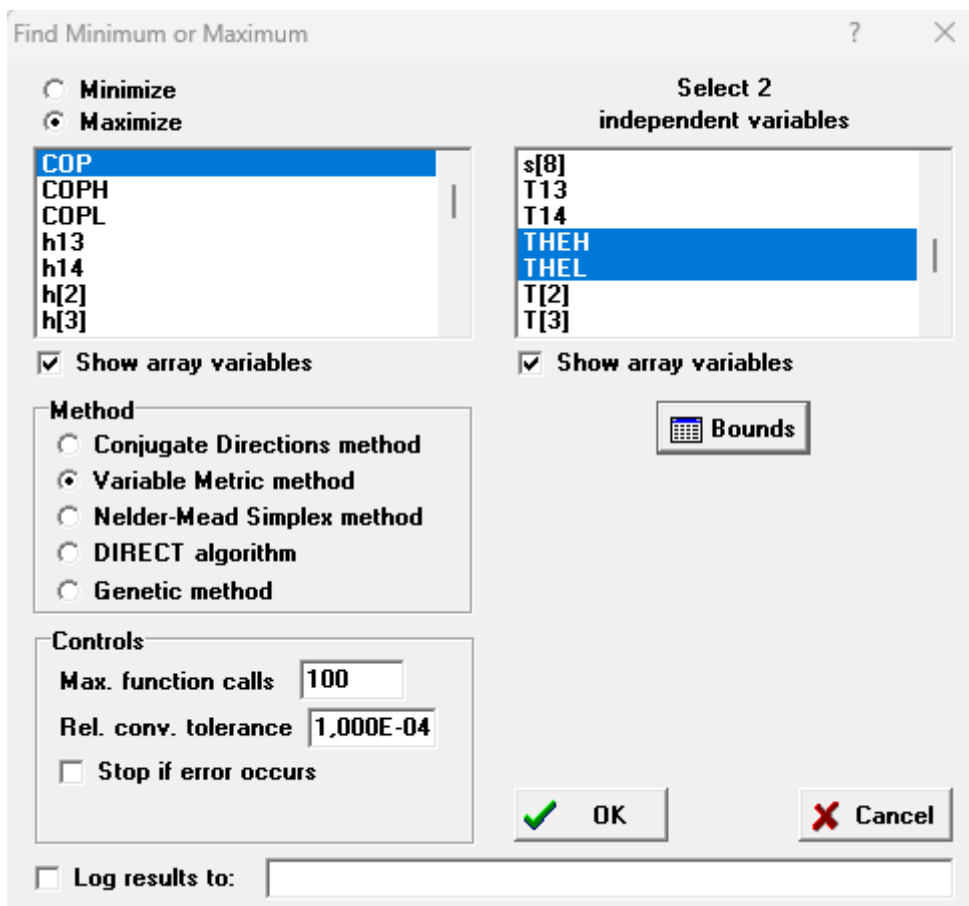 Find Minimum or Maximum ?
Minimize
Maximize
COP
COPH
COPL
h13
h14
h[2]
h[3]
Show array variables
Select 2
independent variables
s[8]
T13
T14
THEH
THEL
T[2]
T[3]
Show array variables
Method
Conjugate Directions method
Variable Metric method
Nelder-Mead Simplex method
DIRECT algorithm
Genetic method
Bounds
Controls
Max. function calls 100
Rel. conv. tolerance 1,000E-04
Stop if error occurs
OK
Cancel
Log results to: